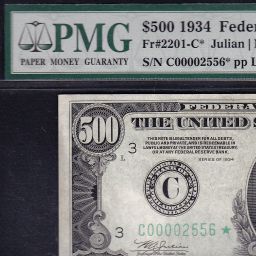 PMG
PAPER MONEY GUARANTY
$500 1934 Feder
Fr#2201-C* Julian
S/N C00002556* pp L
FEDERA
500
THIS NOTE IS LEGAL TENDER FOR ALL DEBTS,
PUBLIC AND PRIVATE, AND IS REDEEMABLE IN
LAWFUL MONEY AT THE UNITED STATES TREASURY,
OR AT ANY FEDERAL RESERVE BANK.
3
L
SERIES OF 1934
C
C00002556 ★
3